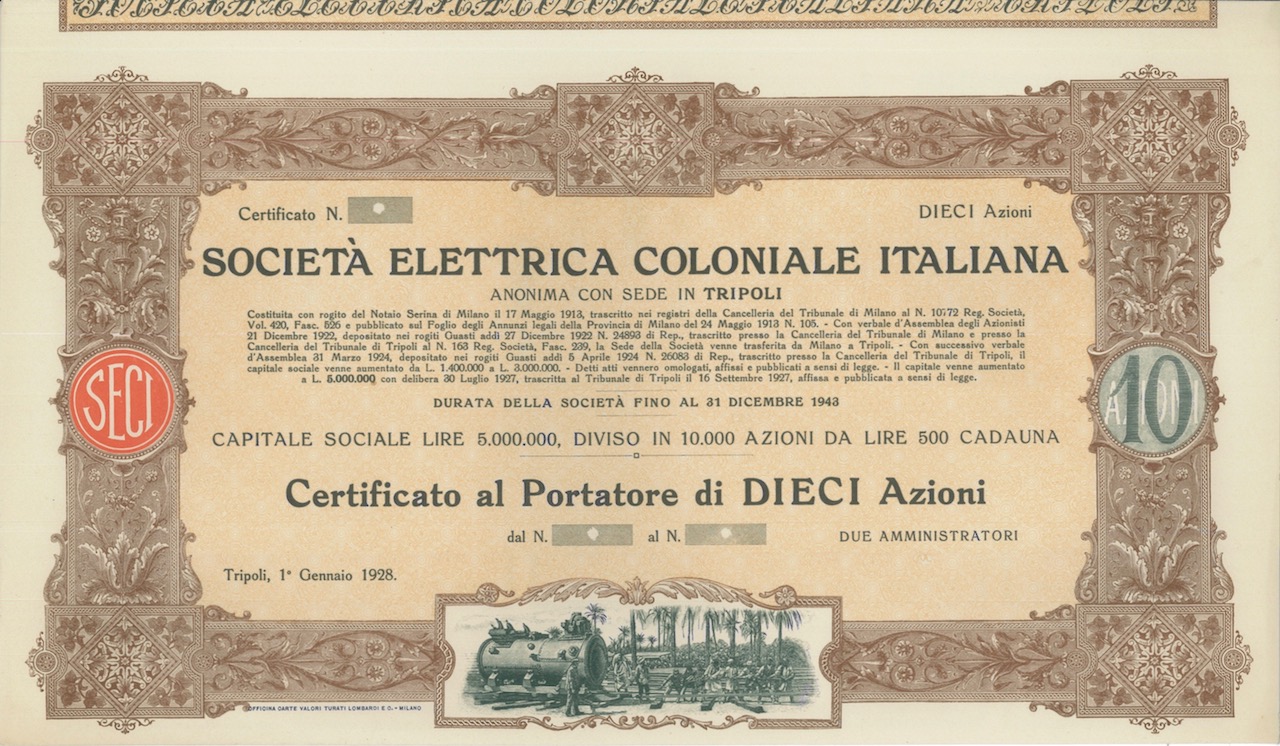 Certificato N.
DIECI Azioni
SOCIETÀ ELETTRICA COLONIALE ITALIANA
ANONIMA CON SEDE IN TRIPOLI
Costituita con rogito del Notaio Serina di Milano il 17 Maggio 1913, trascritto nei registri della Cancelleria del Tribunale di Milano al N. 10772 Reg. Società,
Vol. 420, Fasc. 526 e pubblicato sul Foglio degli Annunzi legali della Provincia di Milano del 24 Maggio 1913 N. 105. - Con verbale d'Assemblea degli Azionisti
21 Dicembre 1922, depositato nei rogiti Guasti addì 27 Dicembre 1922 N. 24893 di Rep., trascritto presso la Cancelleria del Tribunale di Milano e presso la
Cancelleria del Tribunale di Tripoli al N. 163 Reg. Società, Fasc. 239, la Sede della Società venne trasferita da Milano a Tripoli. - Con successivo verbale
d'Assemblea 31 Marzo 1924, depositato nei rogiti Guasti addì 5 Aprile 1924 N. 26083 di Rep., trascritto presso la Cancelleria del Tribunale di Tripoli, il
capitale sociale venne aumentato da L. 1.400.000 a L. 3.000.000. - Detti atti vennero omologati, affissi e pubblicati a sensi di legge. - Il capitale venne aumentato
a L. 5.000.000 con delibera 30 Luglio 1927, trascritta al Tribunale di Tripoli il 16 Settembre 1927, affissa e pubblicata a sensi di legge.
DURATA DELLA SOCIETÀ FINO AL 31 DICEMBRE 1943
SECI
AZIONI
10
CAPITALE SOCIALE LIRE 5.000.000, DIVISO IN 10.000 AZIONI DA LIRE 500 CADAUNA
Certificato al Portatore di DIECI Azioni
dal N. al N.
DUE AMMINISTRATORI
Tripoli, 1° Gennaio 1928.
OFFICINA CARTE VALORI TURATI LOMBARDI E C. - MILANO